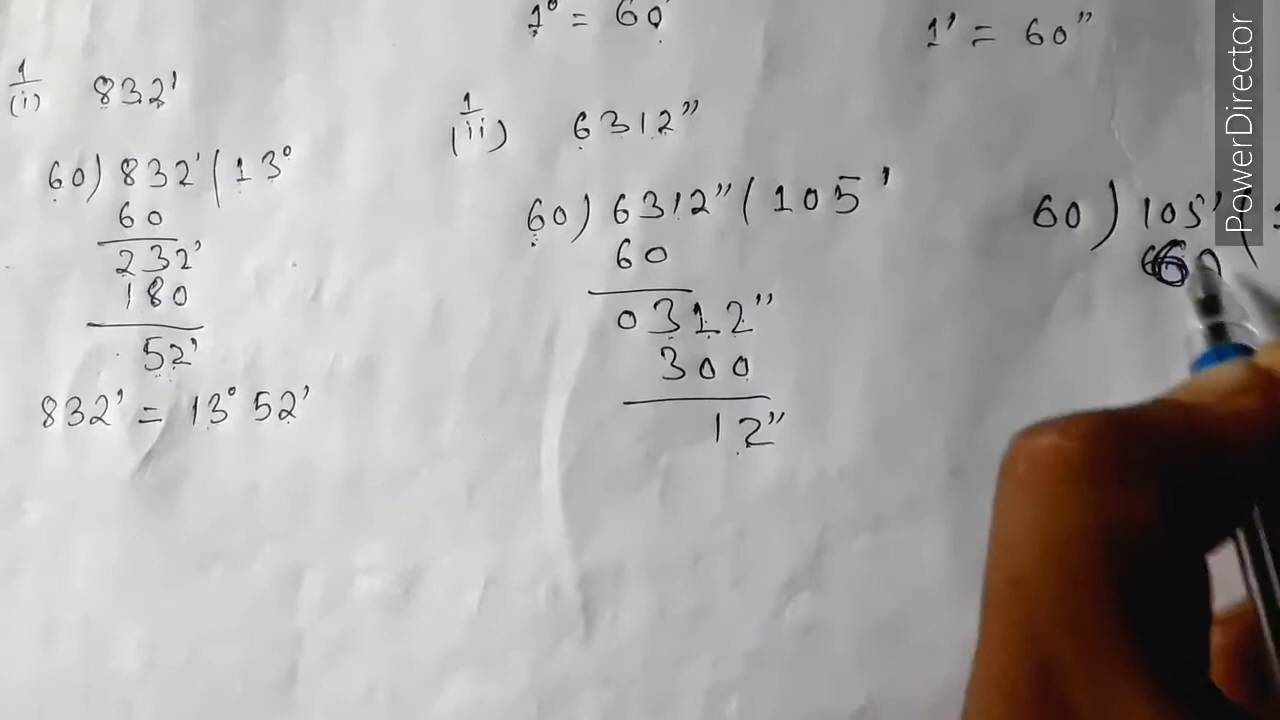 1° = 60
1' = 60"
1
(i) 832'
60) 832' ( 13°
60
232'
180
52'
832' = 13° 52'
1
(ii) 6312"
60) 6312" ( 105'
60
0312"
300
12"
60 ) 105' (
60
PowerDirector